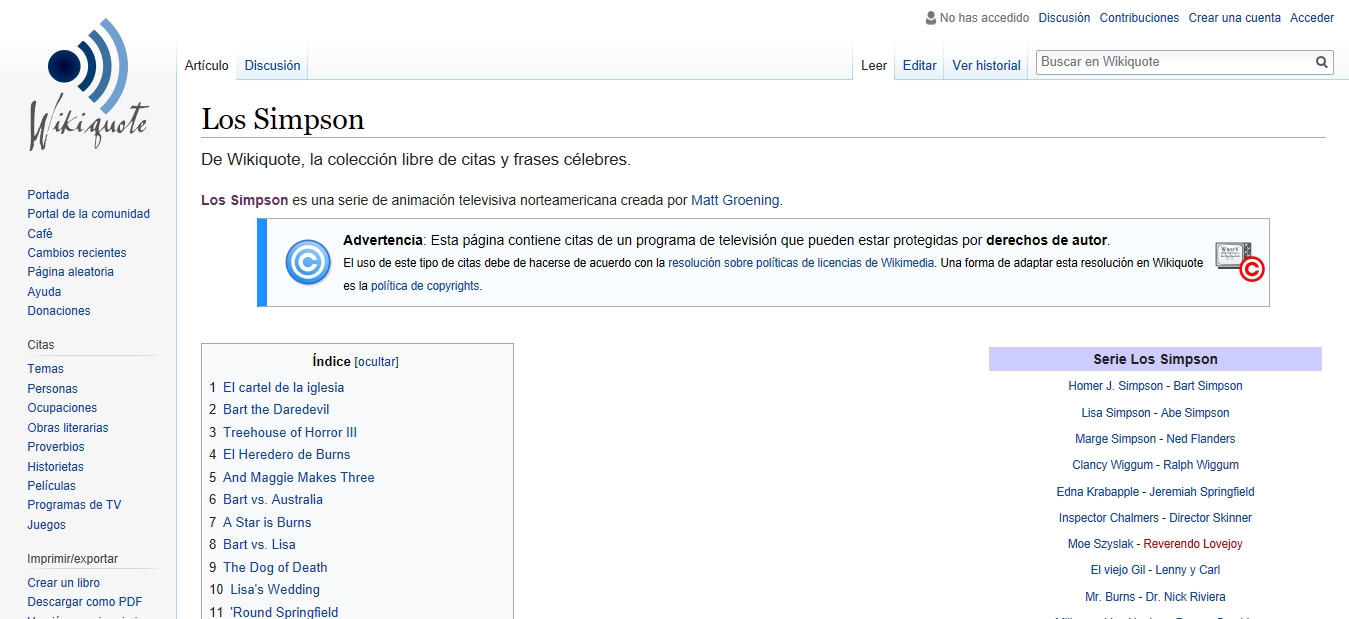 No han accedido Discusión Contribuciones Crear una cuenta Acceder
Wikiquote
Artículo Discusión Leer Editar Ver historial Buscar en Wikiquote
Los Simpson
De Wikiquote, la colección libre de citas y frases célebres.
Los Simpson es una serie de animación televisiva norteamericana creada por Matt Groening.
Advertencia: Esta página contiene citas de un programa de televisión que pueden estar protegidas por derechos de autor.
El uso de este tipo de citas debe de hacerse de acuerdo con la resolución sobre políticas de licencias de Wikimedia. Una forma de adaptar esta resolución en Wikiquote
es la política de copyrights.
Portada
Portal de la comunidad
Café
Cambios recientes
Página aleatoria
Ayuda
Donaciones
Citas
Temas
Personas
Ocupaciones
Obras literarias
Proverbios
Historietas
Películas
Programas de TV
Juegos
Imprimir/exportar
Crear un libro
Descargar como PDF
Índice [ocultar]
1 El cartel de la iglesia
2 Bart the Daredevil
3 Treehouse of Horror III
4 El Heredero de Burns
5 And Maggie Makes Three
6 Bart vs. Australia
7 A Star is Burns
8 Bart vs. Lisa
9 The Dog of Death
10 Lisa's Wedding
11 'Round Springfield
Serie Los Simpson
Homer J. Simpson - Bart Simpson
Lisa Simpson - Abe Simpson
Marge Simpson - Ned Flanders
Clancy Wiggum - Ralph Wiggum
Edna Krabapple - Jeremiah Springfield
Inspector Chalmers - Director Skinner
Moe Szyslak - Reverendo Lovejoy
El viejo Gil - Lenny y Carl
Mr. Burns - Dr. Nick Riviera